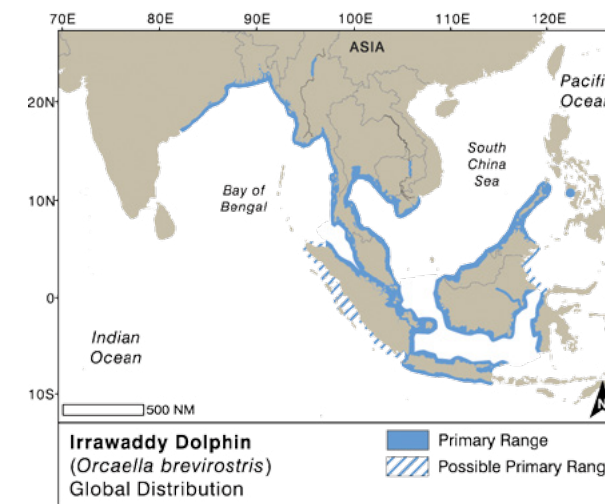 70E 80E 90E 100E 110E 120E
ASIA
Pacifi
Ocea
20N
South
China
Sea
Bay of
Bengal
10N
0
Indian
Ocean
10S
500 NM
N
Irrawaddy Dolphin
(Orcaella brevirostris)
Global Distribution
Primary Range
Possible Primary Rang